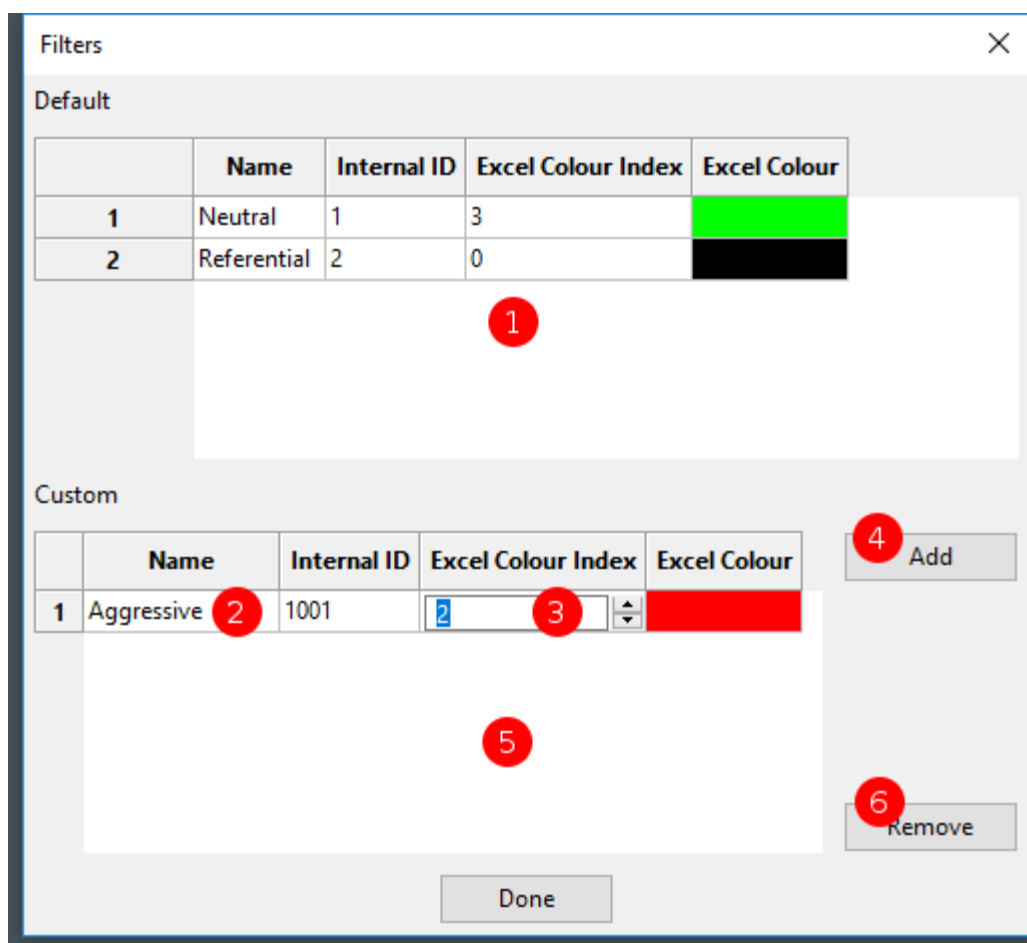 Filters
Default
Name Internal ID Excel Colour Index Excel Colour
1 Neutral 1 3
2 Referential 2 0
1
Custom
4 Add
Name Internal ID Excel Colour Index Excel Colour
1 Aggressive 2 1001 2 3
5
6 Remove
Done